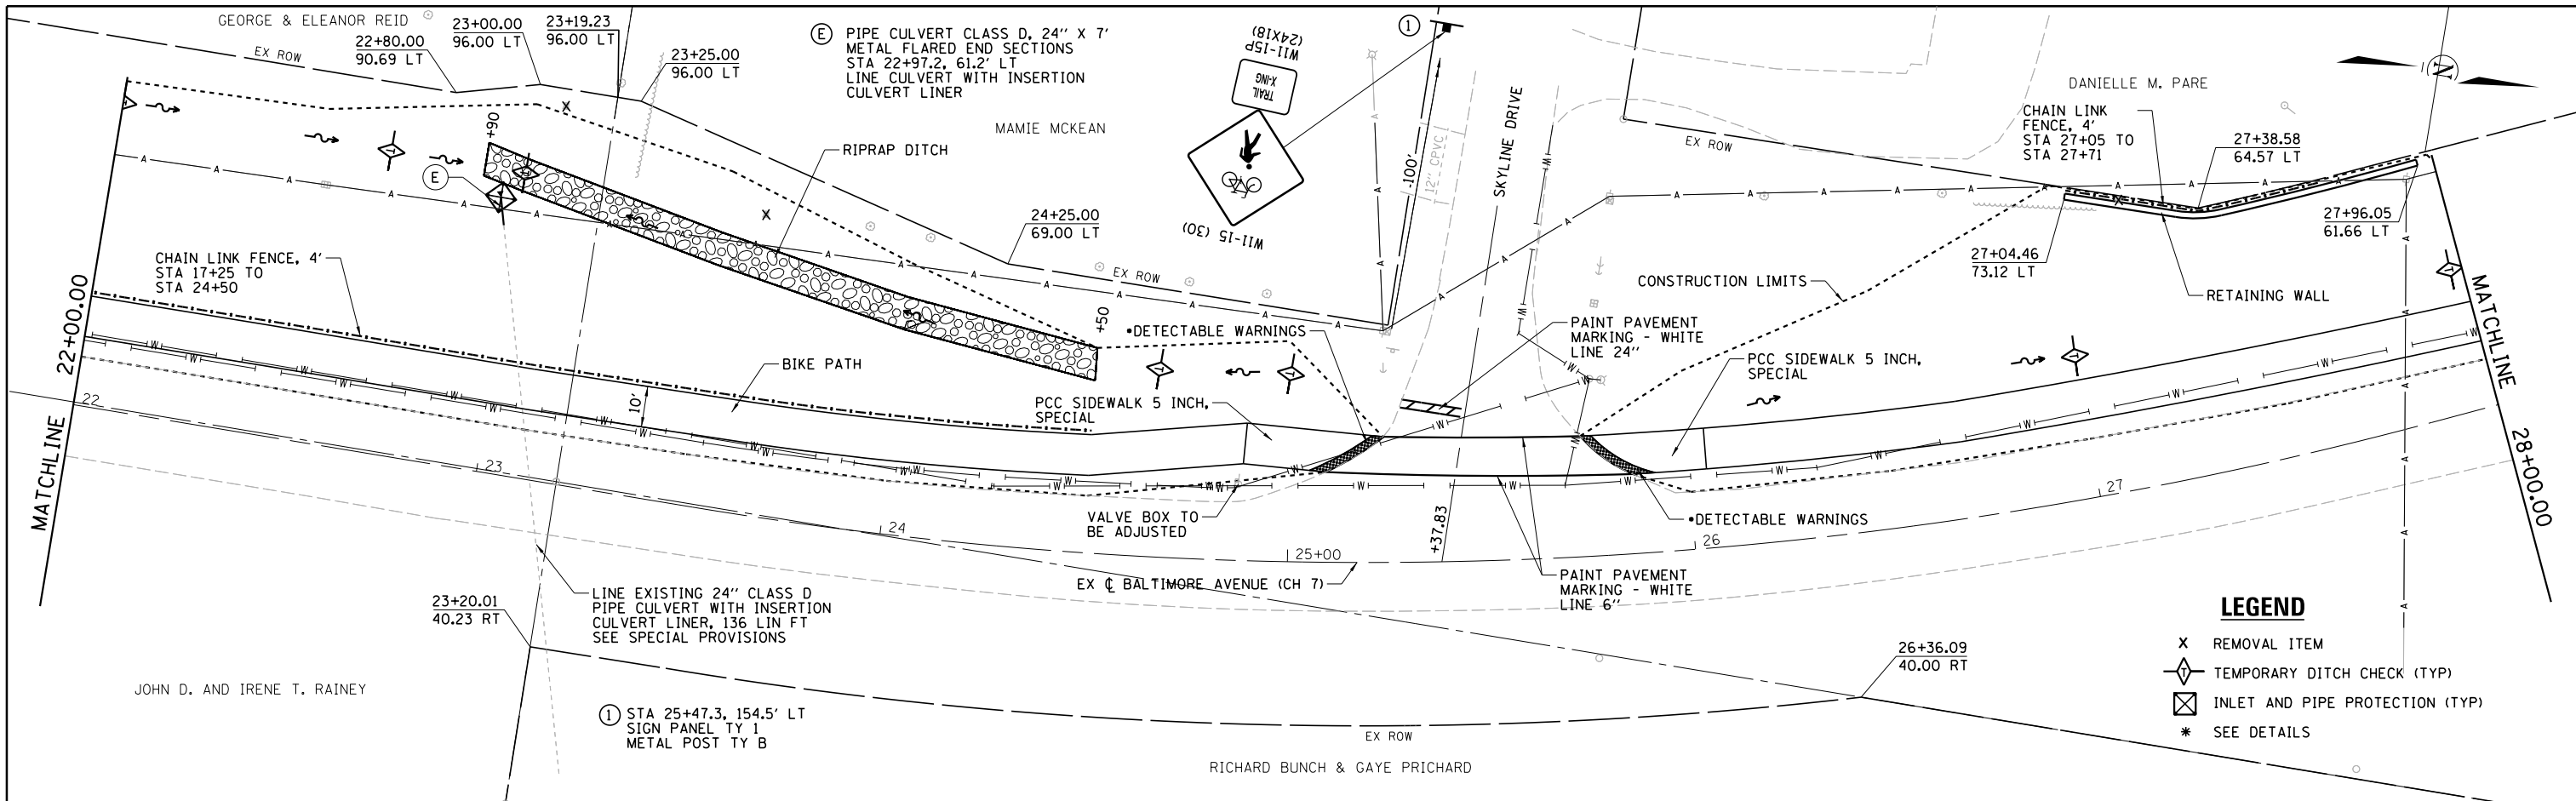 GEORGE & ELEANOR REID
23+00.00
96.00 LT
23+19.23
96.00 LT
22+80.00
90.69 LT
EX ROW
23+25.00
96.00 LT
E
PIPE CULVERT CLASS D, 24" X 7'
METAL FLARED END SECTIONS
STA 22+97.2, 61.2' LT
LINE CULVERT WITH INSERTION
CULVERT LINER
1
W11-15P
(24X18)
TRAIL
X-ING
W11-15 (30)
N
DANIELLE M. PARE
CHAIN LINK
FENCE, 4'
STA 27+05 TO
STA 27+71
27+38.58
64.57 LT
EX ROW
MAMIE MCKEAN
+90
RIPRAP DITCH
100'
12" CPVC
SKYLINE DRIVE
E
24+25.00
69.00 LT
EX ROW
27+96.05
61.66 LT
27+04.46
73.12 LT
CHAIN LINK FENCE, 4'
STA 17+25 TO
STA 24+50
CONSTRUCTION LIMITS
RETAINING WALL
+50
•DETECTABLE WARNINGS
PAINT PAVEMENT
MARKING - WHITE
LINE 24"
PCC SIDEWALK 5 INCH,
SPECIAL
BIKE PATH
10'
PCC SIDEWALK 5 INCH,
SPECIAL
MATCHLINE 22+00.00
MATCHLINE 28+00.00
22
23
24
25+00
26
27
VALVE BOX TO
BE ADJUSTED
+37.83
•DETECTABLE WARNINGS
EX ℄ BALTIMORE AVENUE (CH 7)
PAINT PAVEMENT
MARKING - WHITE
LINE 6"
LINE EXISTING 24" CLASS D
PIPE CULVERT WITH INSERTION
CULVERT LINER, 136 LIN FT
SEE SPECIAL PROVISIONS
23+20.01
40.23 RT
26+36.09
40.00 RT
JOHN D. AND IRENE T. RAINEY
1
STA 25+47.3, 154.5' LT
SIGN PANEL TY 1
METAL POST TY B
EX ROW
RICHARD BUNCH & GAYE PRICHARD
LEGEND
X REMOVAL ITEM
T TEMPORARY DITCH CHECK (TYP)
INLET AND PIPE PROTECTION (TYP)
* SEE DETAILS